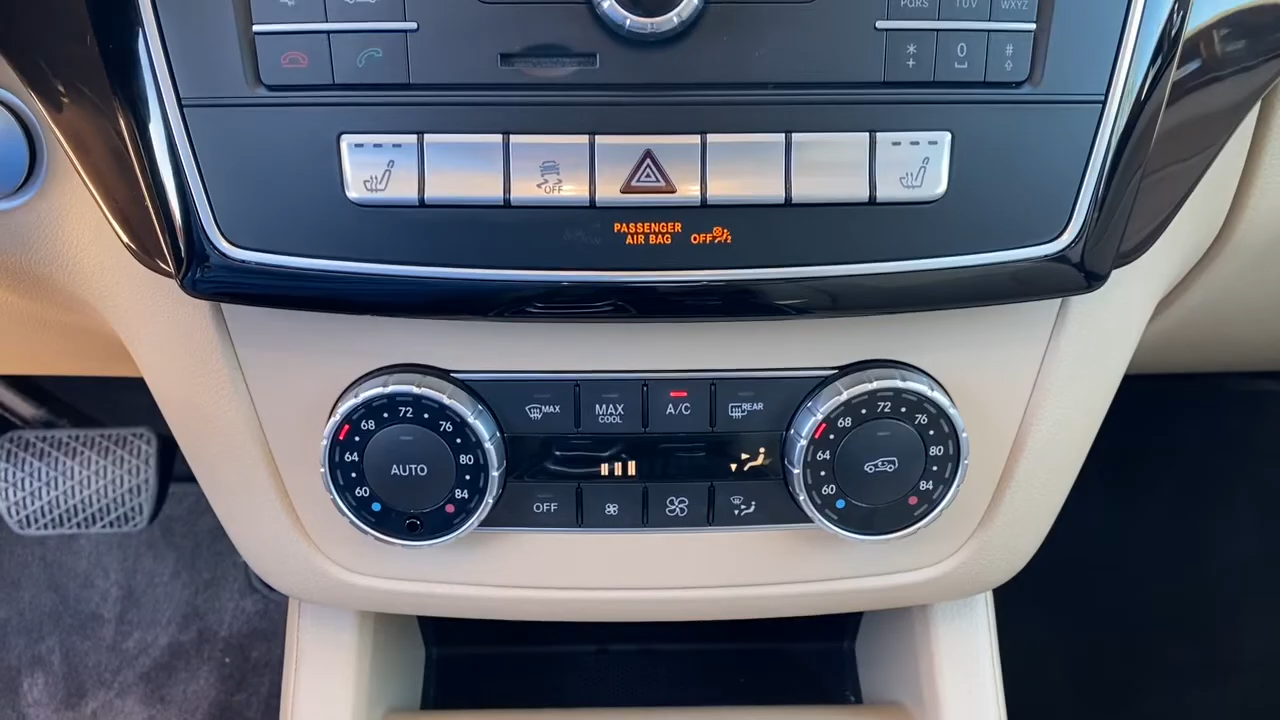 PQRS TUV WXYZ
* 0 #
+
OFF
PASSENGER
AIR BAG OFF
72
68 76
64 80
60 84
AUTO
MAX
MAX
COOL
A/C
REAR
OFF
72
68 76
64 80
60 84